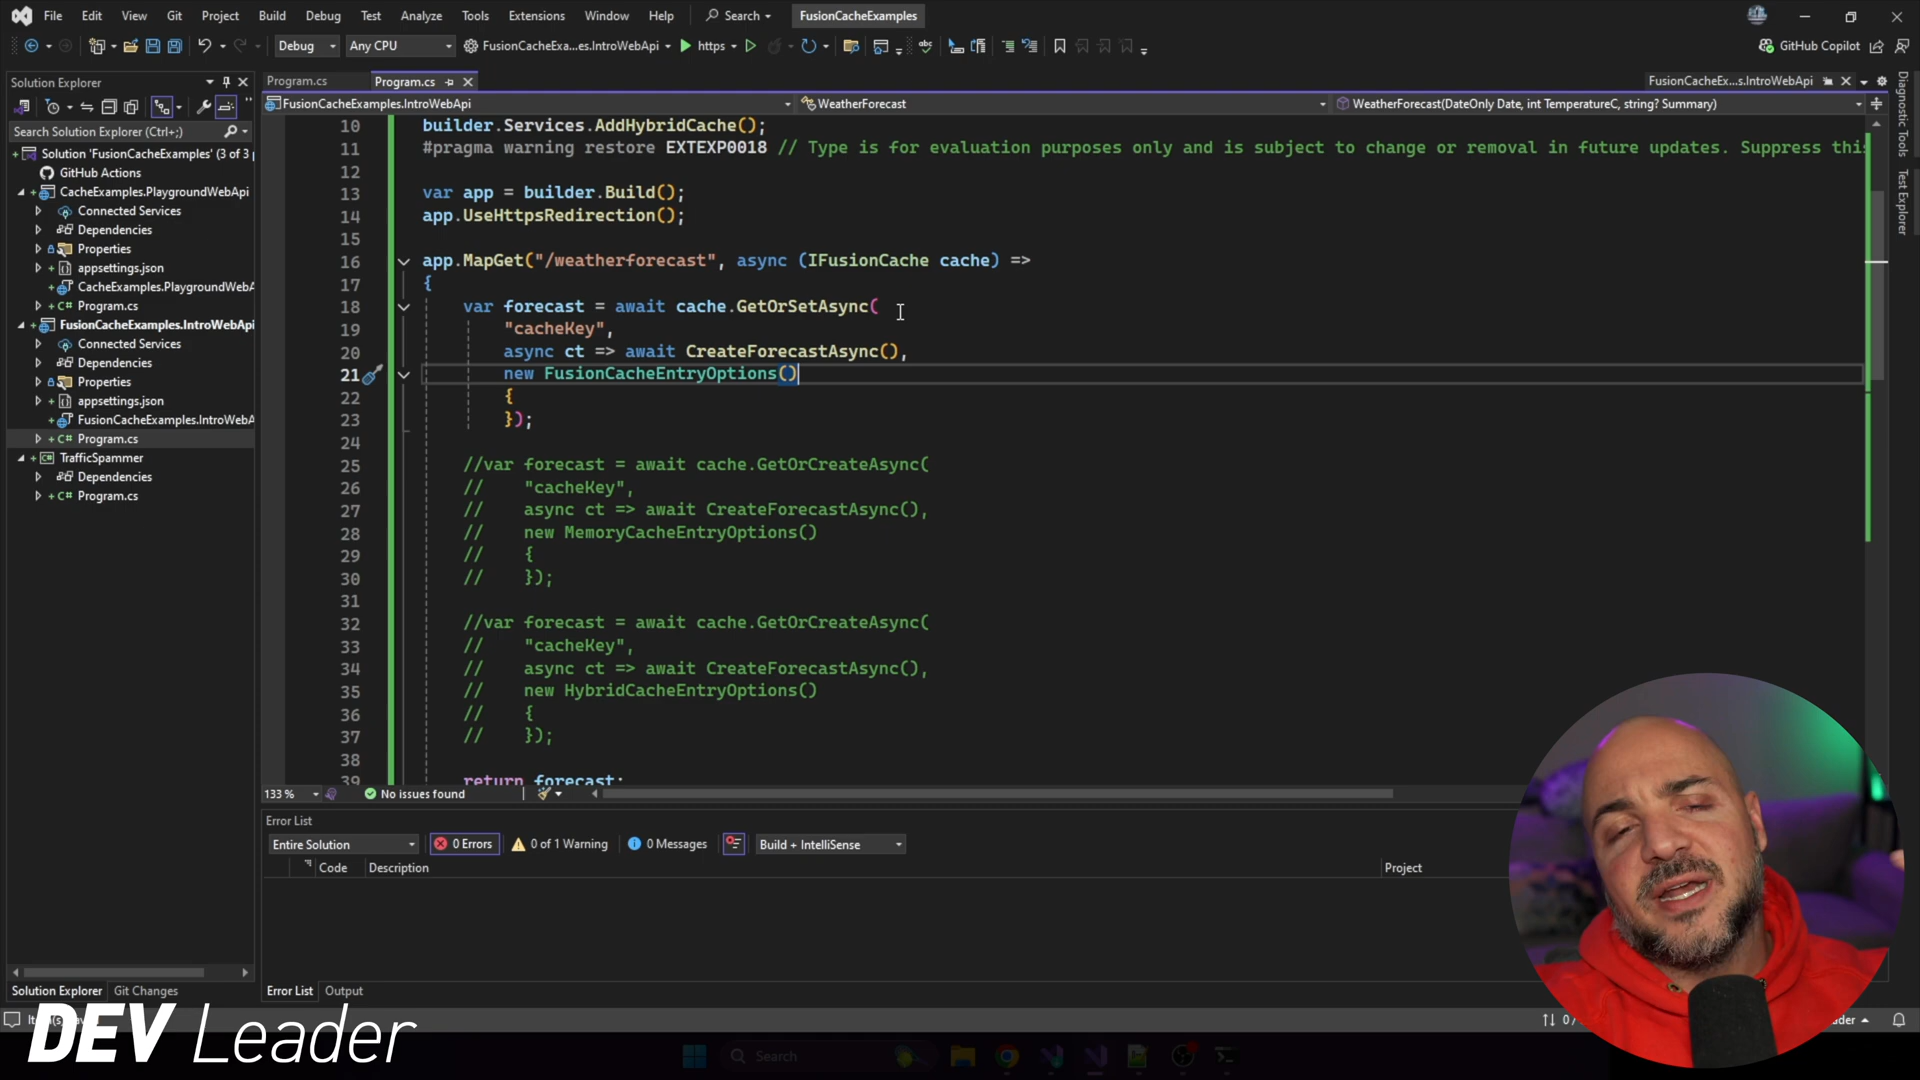 File Edit View Git Project Build Debug Test Analyze Tools Extensions Window Help Search FusionCacheExamples
Debug Any CPU FusionCacheExa...es.IntroWebApi https GitHub Copilot
Solution Explorer
Search Solution Explorer (Ctrl+;)
Solution 'FusionCacheExamples' (3 of 3 p
GitHub Actions
CacheExamples.PlaygroundWebApi
Connected Services
Dependencies
Properties
appsettings.json
CacheExamples.PlaygroundWebA
C# Program.cs
FusionCacheExamples.IntroWebApi
Connected Services
Dependencies
Properties
appsettings.json
FusionCacheExamples.IntroWebA
C# Program.cs
TrafficSpammer
Dependencies
C# Program.cs
Solution Explorer Git Changes
Program.cs Program.cs FusionCacheEx...s.IntroWebApi
FusionCacheExamples.IntroWebApi WeatherForecast WeatherForecast(DateOnly Date, int TemperatureC, string? Summary)
10 builder.Services.AddHybridCache();
11 #pragma warning restore EXTEXP0018 // Type is for evaluation purposes only and is subject to change or removal in future updates. Suppress this
12
13 var app = builder.Build();
14 app.UseHttpsRedirection();
15
16 app.MapGet("/weatherforecast", async (IFusionCache cache) =>
17 {
18 var forecast = await cache.GetOrSetAsync(
19 "cacheKey",
20 async ct => await CreateForecastAsync(),
21 new FusionCacheEntryOptions()
22 {
23 });
24
25 //var forecast = await cache.GetOrCreateAsync(
26 // "cacheKey",
27 // async ct => await CreateForecastAsync(),
28 // new MemoryCacheEntryOptions()
29 // {
30 // });
31
32 //var forecast = await cache.GetOrCreateAsync(
33 // "cacheKey",
34 // async ct => await CreateForecastAsync(),
35 // new HybridCacheEntryOptions()
36 // {
37 // });
38
39 return forecast;
133 % No issues found
Error List
Entire Solution 0 Errors 0 of 1 Warning 0 Messages Build + IntelliSense
Code Description Project
Error List Output
Diagnostic Tools
Test Explorer
DEV Leader
Search